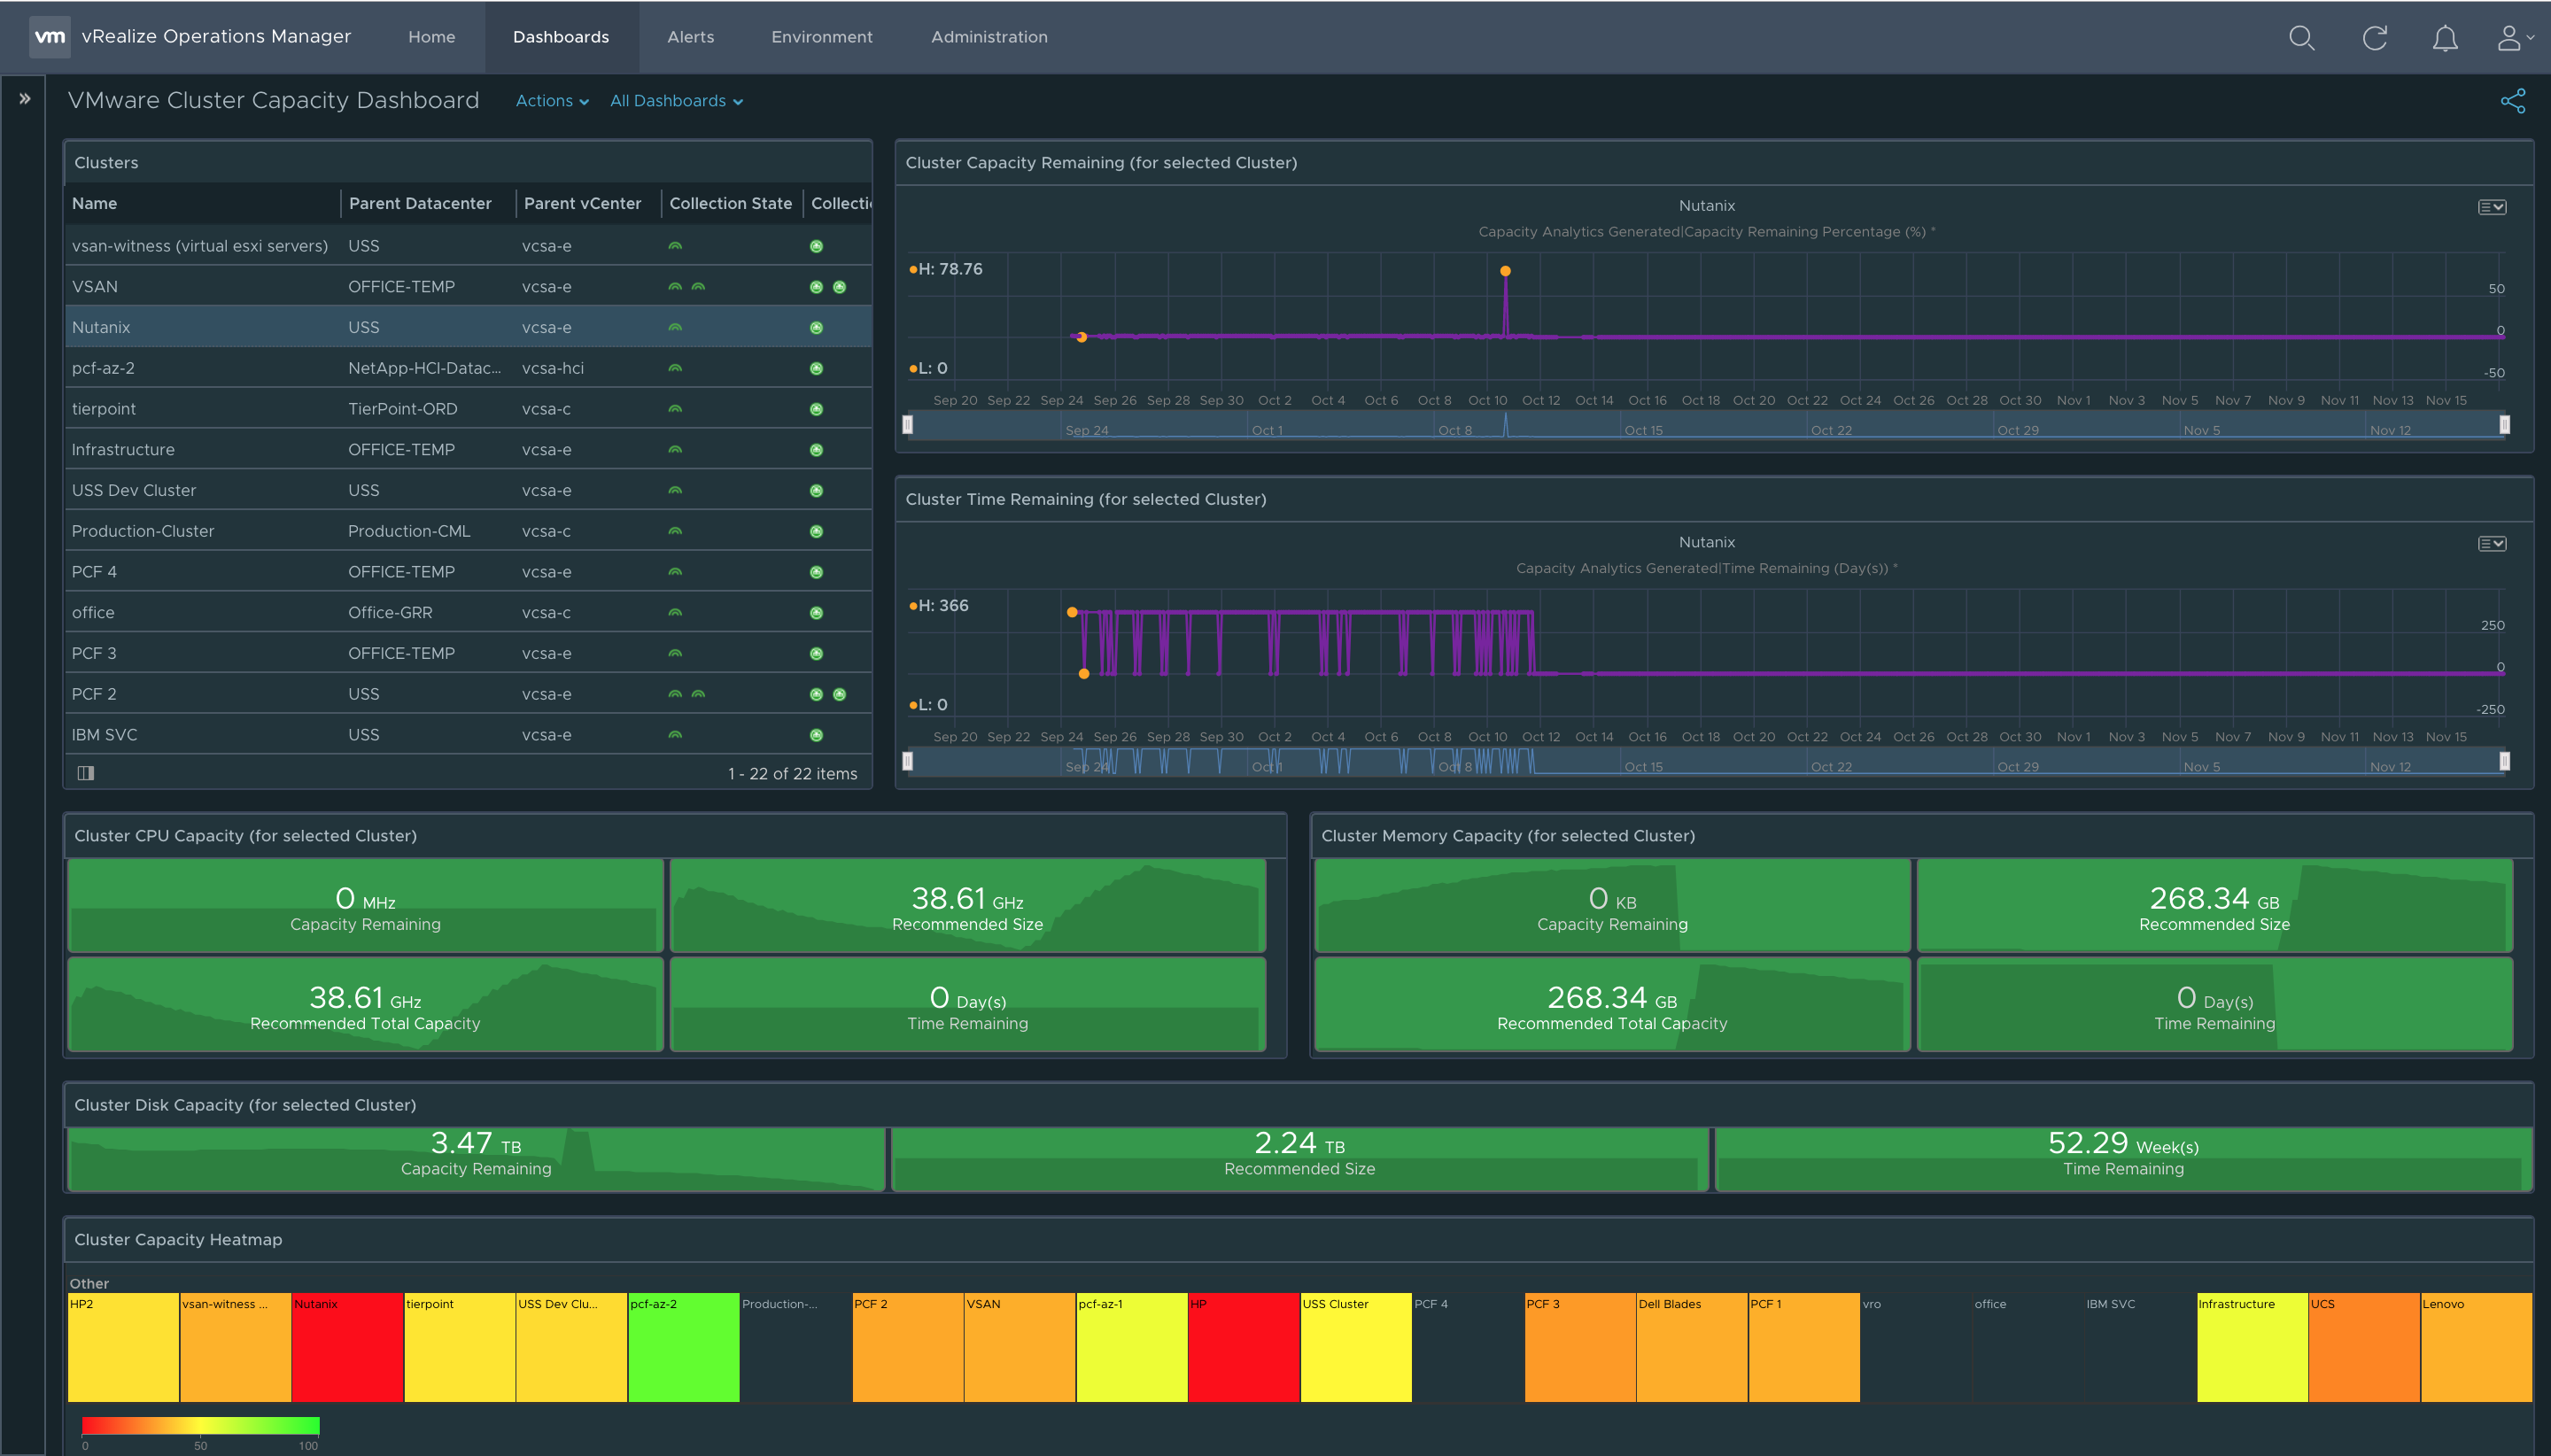 vm vRealize Operations Manager Home Dashboards Alerts Environment Administration
VMware Cluster Capacity Dashboard Actions All Dashboards
Clusters
Name Parent Datacenter Parent vCenter Collection State Collecti
vsan-witness (virtual esxi servers) USS vcsa-e
VSAN OFFICE-TEMP vcsa-e
Nutanix USS vcsa-e
pcf-az-2 NetApp-HCI-Datac... vcsa-hci
tierpoint TierPoint-ORD vcsa-c
Infrastructure OFFICE-TEMP vcsa-e
USS Dev Cluster USS vcsa-e
Production-Cluster Production-CML vcsa-c
PCF 4 OFFICE-TEMP vcsa-e
office Office-GRR vcsa-c
PCF 3 OFFICE-TEMP vcsa-e
PCF 2 USS vcsa-e
IBM SVC USS vcsa-e
1 - 22 of 22 items
Cluster Capacity Remaining (for selected Cluster)
Nutanix
Capacity Analytics Generated|Capacity Remaining Percentage (%) *
H: 78.76
50
0
L: 0
-50
Sep 20 Sep 22 Sep 24 Sep 26 Sep 28 Sep 30 Oct 2 Oct 4 Oct 6 Oct 8 Oct 10 Oct 12 Oct 14 Oct 16 Oct 18 Oct 20 Oct 22 Oct 24 Oct 26 Oct 28 Oct 30 Nov 1 Nov 3 Nov 5 Nov 7 Nov 9 Nov 11 Nov 13 Nov 15
Sep 24 Oct 1 Oct 8 Oct 15 Oct 22 Oct 29 Nov 5 Nov 12
Cluster Time Remaining (for selected Cluster)
Nutanix
Capacity Analytics Generated|Time Remaining (Day(s)) *
H: 366
250
0
L: 0
-250
Sep 20 Sep 22 Sep 24 Sep 26 Sep 28 Sep 30 Oct 2 Oct 4 Oct 6 Oct 8 Oct 10 Oct 12 Oct 14 Oct 16 Oct 18 Oct 20 Oct 22 Oct 24 Oct 26 Oct 28 Oct 30 Nov 1 Nov 3 Nov 5 Nov 7 Nov 9 Nov 11 Nov 13 Nov 15
Sep 24 Oct 1 Oct 8 Oct 15 Oct 22 Oct 29 Nov 5 Nov 12
Cluster CPU Capacity (for selected Cluster)
0 MHz
Capacity Remaining
38.61 GHz
Recommended Size
38.61 GHz
Recommended Total Capacity
0 Day(s)
Time Remaining
Cluster Memory Capacity (for selected Cluster)
0 KB
Capacity Remaining
268.34 GB
Recommended Size
268.34 GB
Recommended Total Capacity
0 Day(s)
Time Remaining
Cluster Disk Capacity (for selected Cluster)
3.47 TB
Capacity Remaining
2.24 TB
Recommended Size
52.29 Week(s)
Time Remaining
Cluster Capacity Heatmap
Other
HP2 vsan-witness ... Nutanix tierpoint USS Dev Clu... pcf-az-2 Production-... PCF 2 VSAN pcf-az-1 HP USS Cluster PCF 4 PCF 3 Dell Blades PCF 1 vro office IBM SVC Infrastructure UCS Lenovo
0 50 100